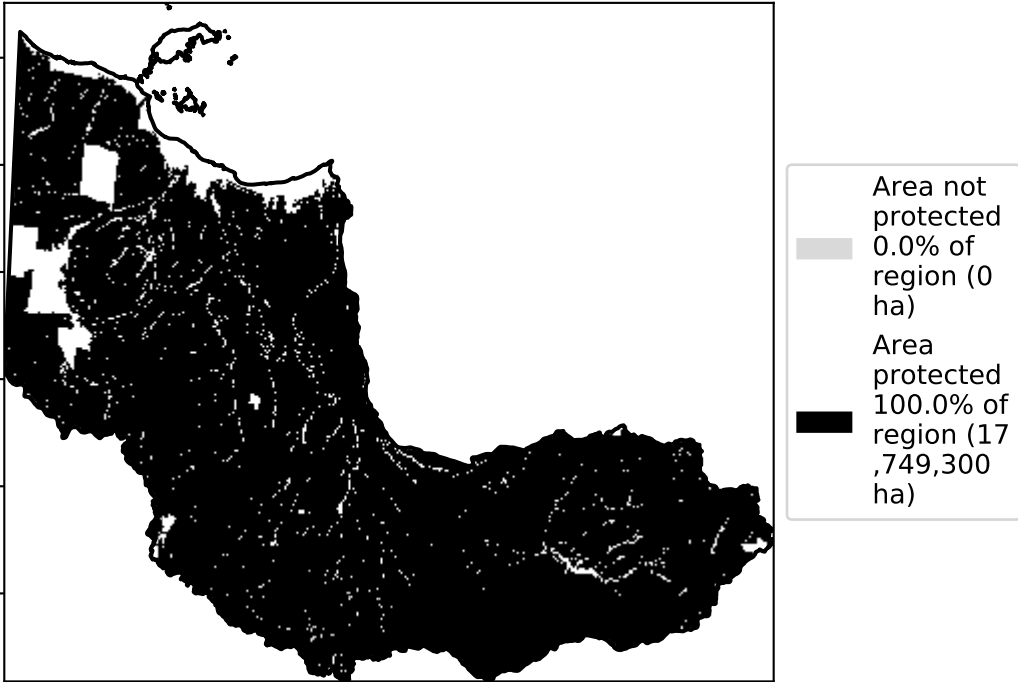 Area not
protected
0.0% of
region (0
ha)
Area
protected
100.0% of
region (17
,749,300
ha)